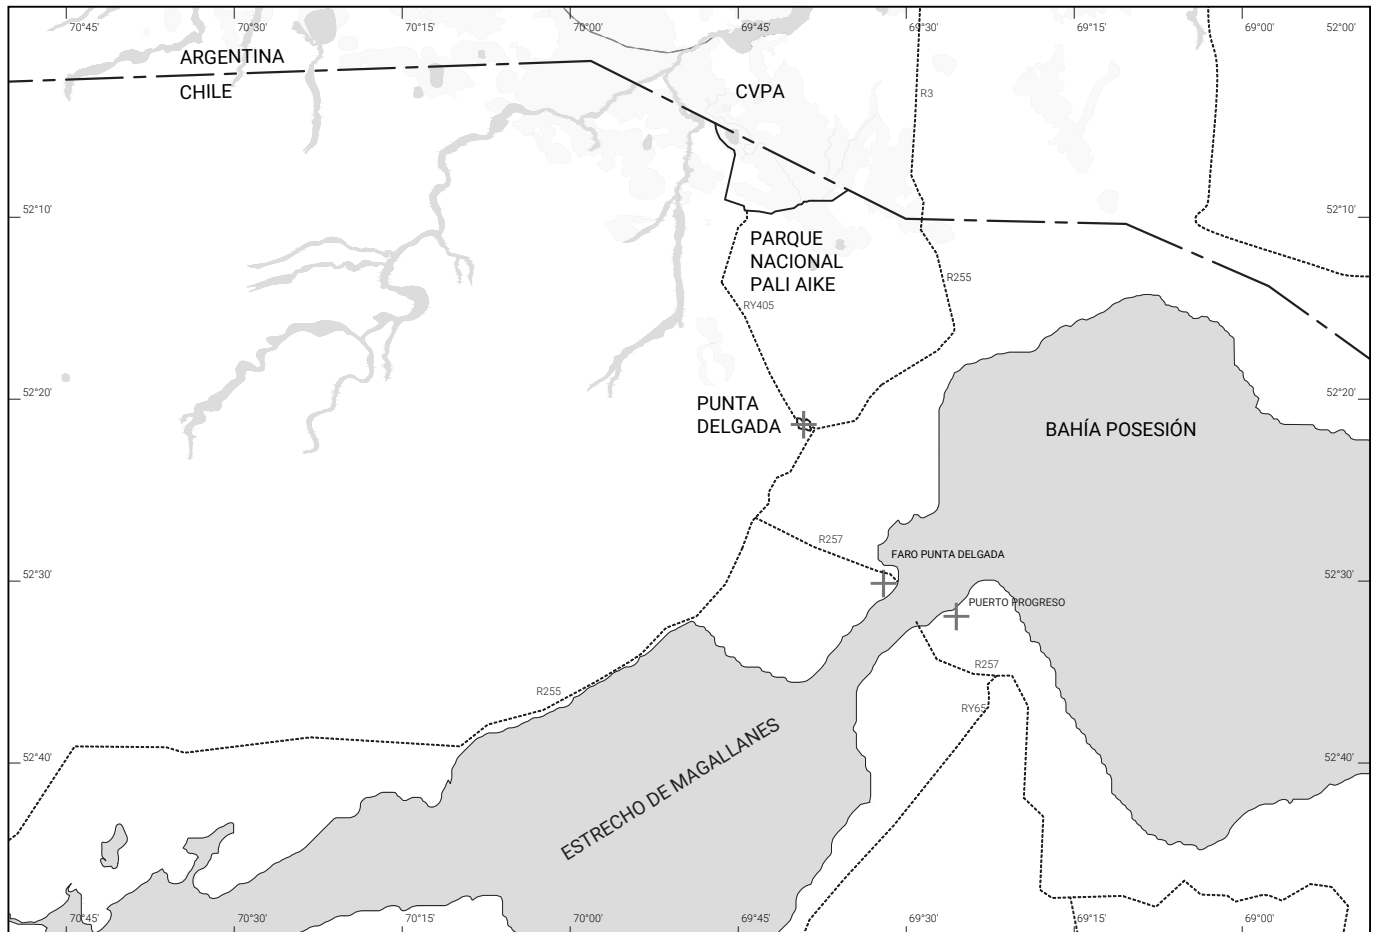 70°45'
70°30'
70°15'
70°00'
69°45'
69°30'
69°15'
69°00'
52°00'
ARGENTINA
CHILE
CVPA
R3
52°10'
52°10'
PARQUE
NACIONAL
PALI AIKE
R255
RY405
52°20'
52°20'
PUNTA
DELGADA
BAHÍA POSESIÓN
R257
FARO PUNTA DELGADA
52°30'
52°30'
PUERTO PROGRESO
R257
R255
RY65
52°40'
52°40'
ESTRECHO DE MAGALLANES
70°45'
70°30'
70°15'
70°00'
69°45'
69°30'
69°15'
69°00'